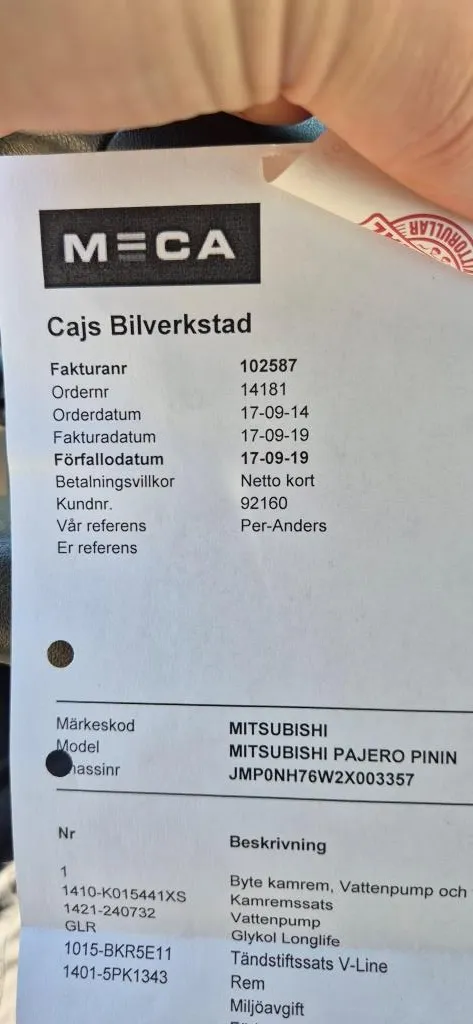 MECA
TTORULLAR
Cajs Bilverkstad
Fakturanr 102587
Ordernr 14181
Orderdatum 17-09-14
Fakturadatum 17-09-19
Förfallodatum 17-09-19
Betalningsvillkor Netto kort
Kundnr. 92160
Vår referens Per-Anders
Er referens
Märkeskod MITSUBISHI
Model MITSUBISHI PAJERO PININ
hassinr JMP0NH76W2X003357
Nr Beskrivning
1 Byte kamrem, Vattenpump och
1410-K015441XS Kamremssats
1421-240732 Vattenpump
GLR Glykol Longlife
1015-BKR5E11 Tändstiftssats V-Line
1401-5PK1343 Rem
Miljöavgift